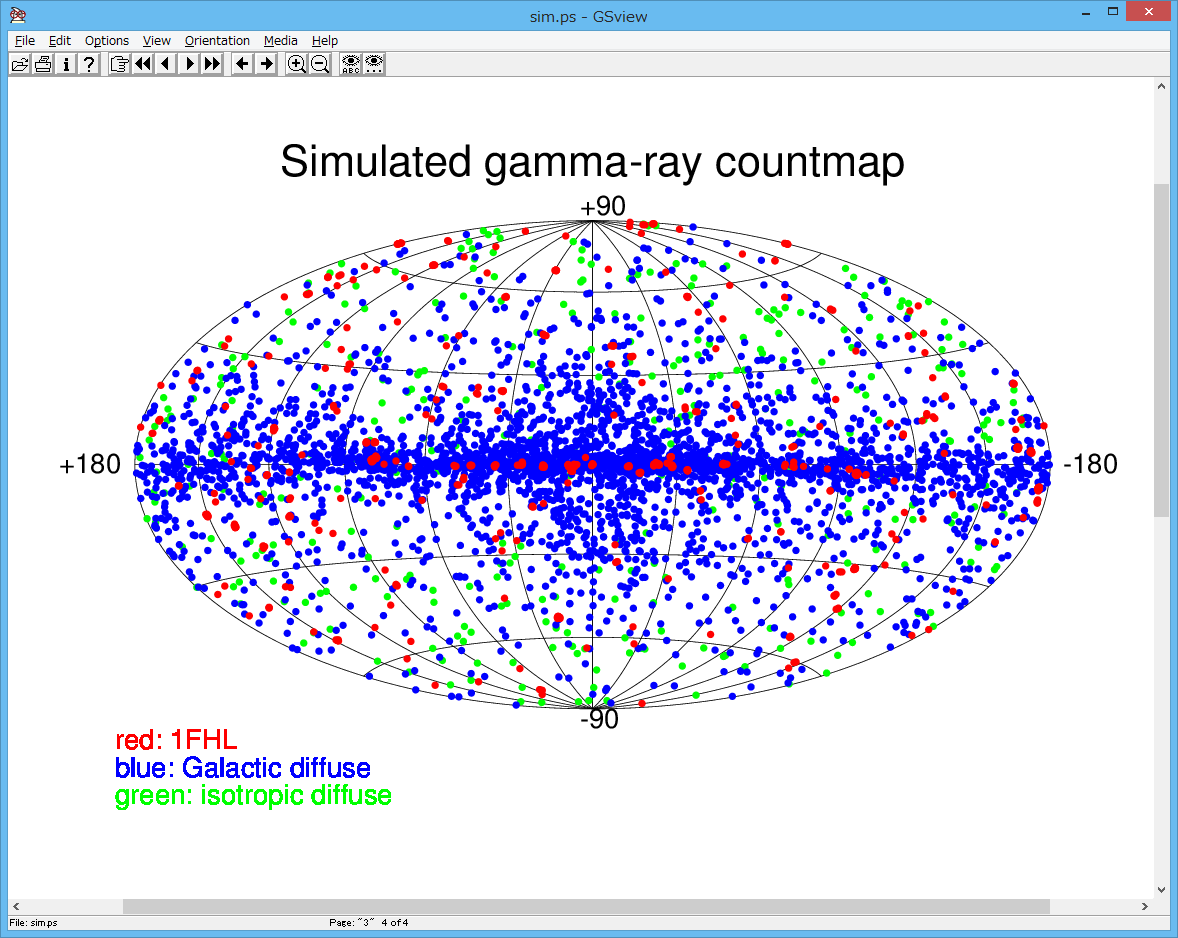 sim.ps - GSview
File Edit Options View Orientation Media Help
i ? ABC
Simulated gamma-ray countmap
+90
+180
-180
-90
red: 1FHL
blue: Galactic diffuse
green: isotropic diffuse
File: sim.ps Page: "3" 4 of 4